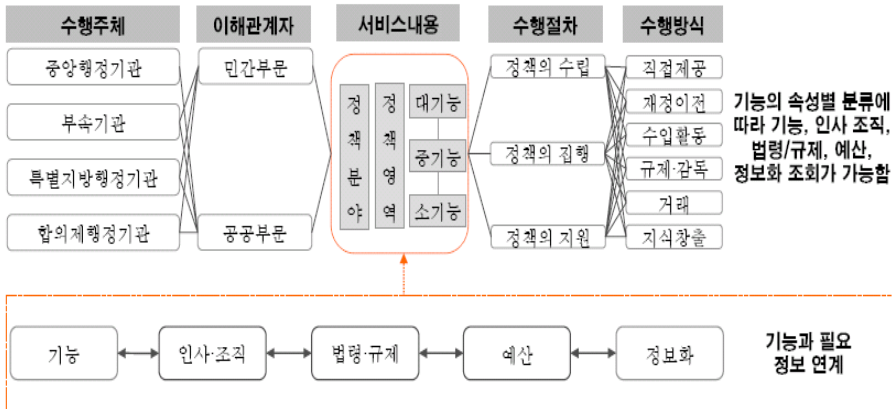 수행주체
이해관계자
서비스내용
수행절차
수행방식
중앙행정기관
부속기관
특별지방행정기관
합의제행정기관
민간부문
공공부문
정책분야
정책영역
대기능
중기능
소기능
정책의 수립
정책의 집행
정책의 지원
직접제공
재정이전
수입활동
규제·감독
거래
지식창출
기능의 속성별 분류에
따라 기능, 인사 조직,
법령/규제, 예산,
정보화 조회가 가능함
기능
인사·조직
법령·규제
예산
정보화
기능과 필요
정보 연계